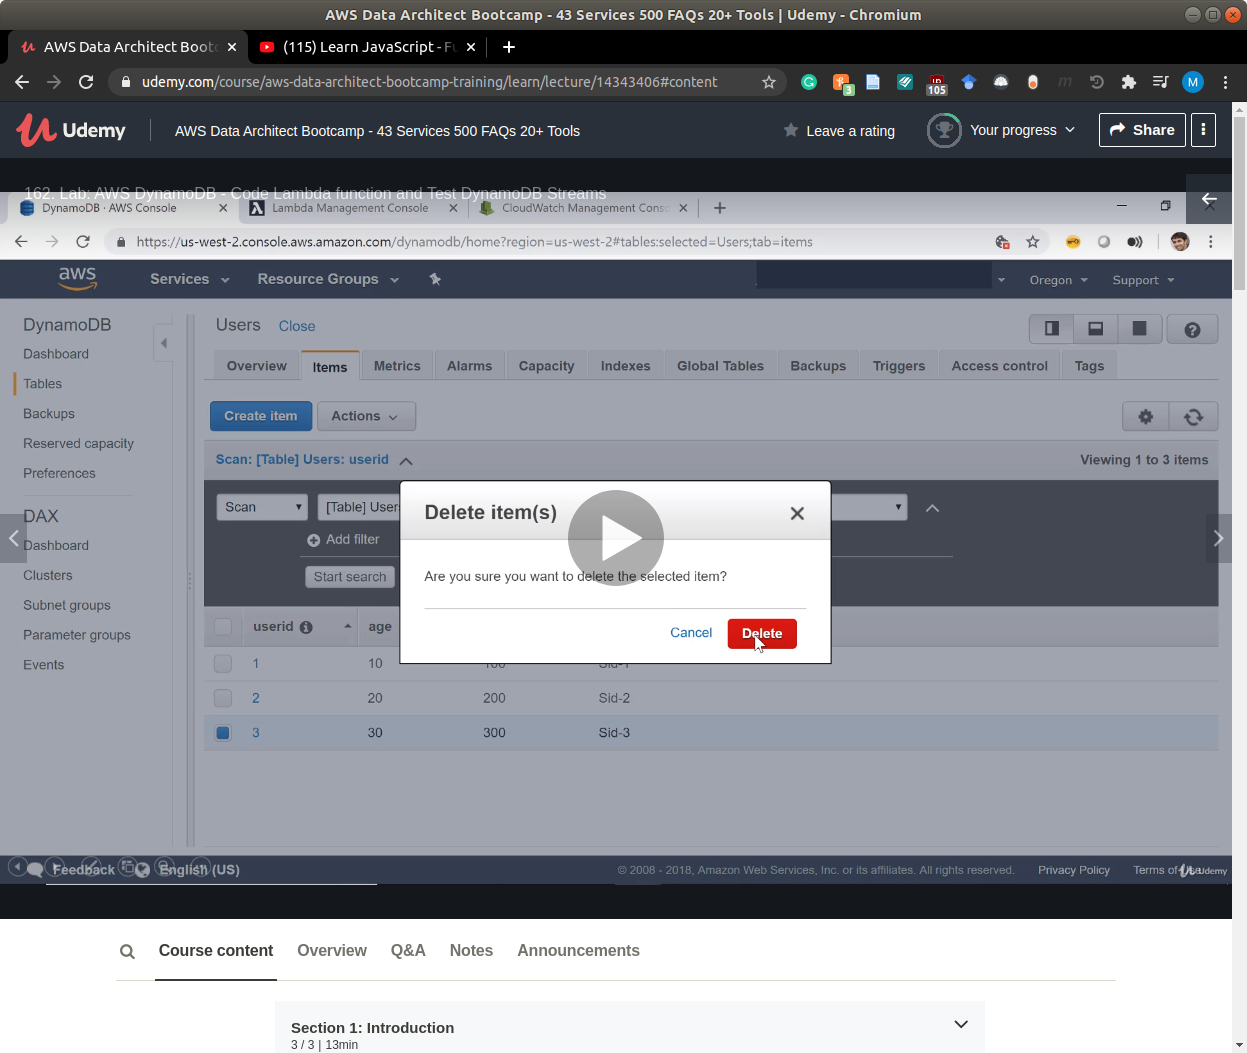 AWS Data Architect Bootcamp - 43 Services 500 FAQs 20+ Tools | Udemy - Chromium
AWS Data Architect Bootc
(115) Learn JavaScript - Fu
udemy.com/course/aws-data-architect-bootcamp-training/learn/lecture/14343406#content
3
105
M
Udemy
AWS Data Architect Bootcamp - 43 Services 500 FAQs 20+ Tools
Leave a rating
Your progress
Share
162. Lab: AWS DynamoDB - Code Lambda function and Test DynamoDB Streams
DynamoDB · AWS Console
Lambda Management Console
CloudWatch Management Conso
https://us-west-2.console.aws.amazon.com/dynamodb/home?region=us-west-2#tables:selected=Users;tab=items
aws
Services
Resource Groups
Oregon
Support
DynamoDB
Dashboard
Tables
Backups
Reserved capacity
Preferences
DAX
Dashboard
Clusters
Subnet groups
Parameter groups
Events
Users
Close
Overview
Items
Metrics
Alarms
Capacity
Indexes
Global Tables
Backups
Triggers
Access control
Tags
Create item
Actions
Scan: [Table] Users: userid
Viewing 1 to 3 items
Scan
[Table] User
Add filter
Start search
Delete item(s)
Are you sure you want to delete the selected item?
Cancel
Delete
userid
age
1
10
100
Sid-1
2
20
200
Sid-2
3
30
300
Sid-3
Feedback
English (US)
© 2008 - 2018, Amazon Web Services, Inc. or its affiliates. All rights reserved.
Privacy Policy
Terms of
Udemy
Course content
Overview
Q&A
Notes
Announcements
Section 1: Introduction
3 / 3 | 13min